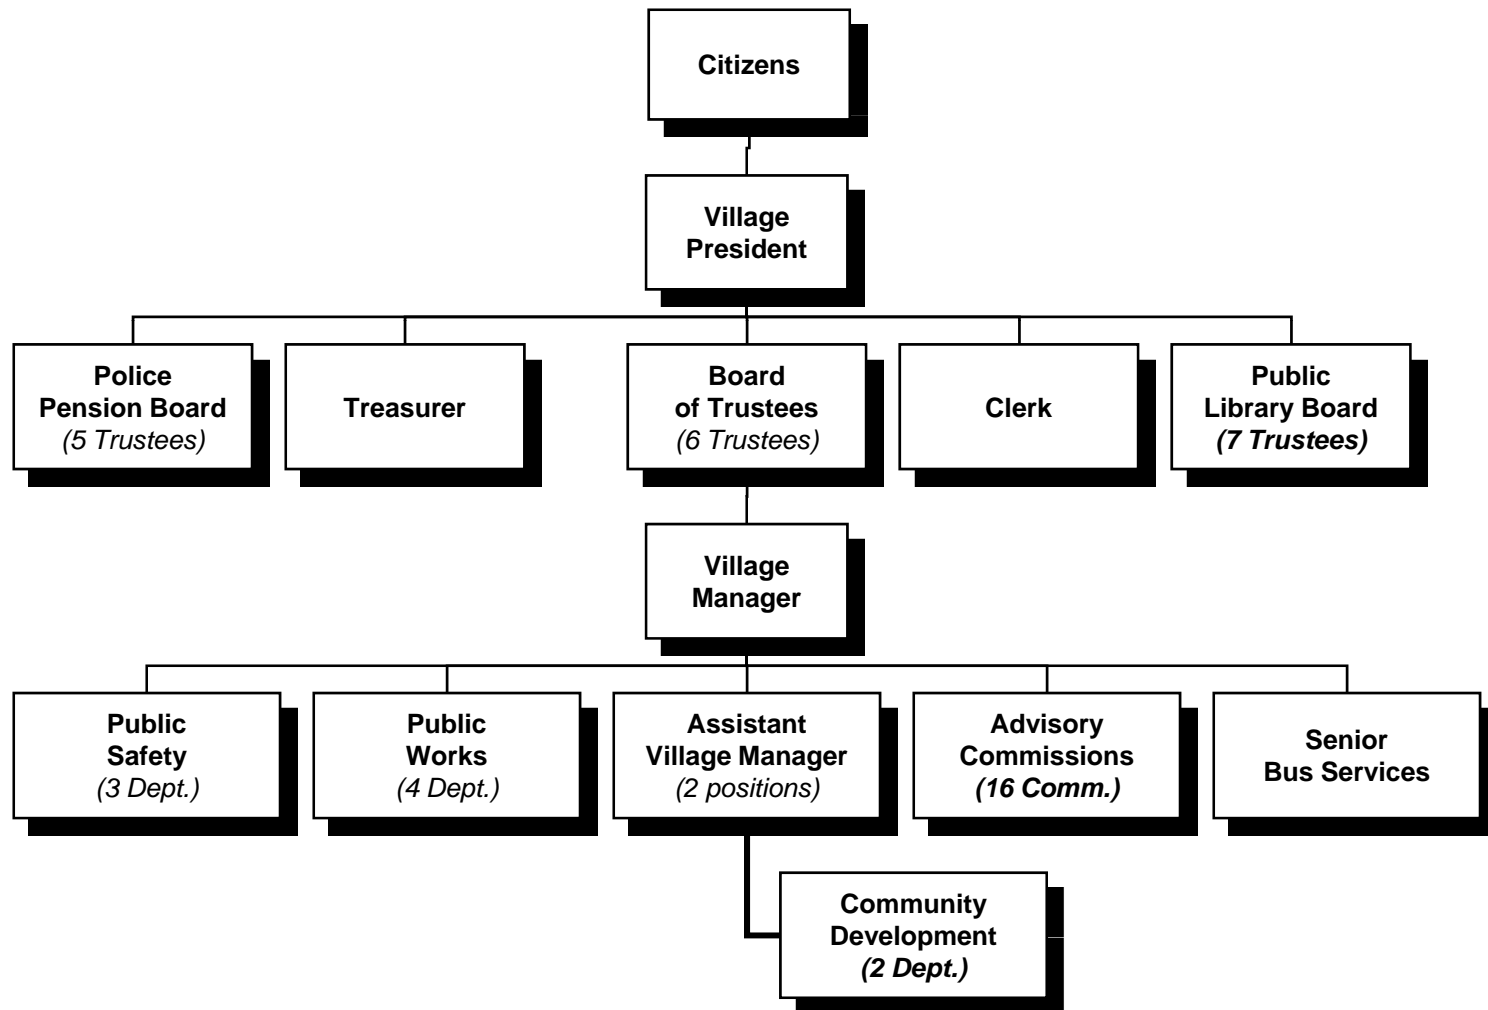 Citizens
Village
President
Police
Pension Board
(5 Trustees)
Treasurer
Board
of Trustees
(6 Trustees)
Clerk
Public
Library Board
(7 Trustees)
Village
Manager
Public
Safety
(3 Dept.)
Public
Works
(4 Dept.)
Assistant
Village Manager
(2 positions)
Advisory
Commissions
(16 Comm.)
Senior
Bus Services
Community
Development
(2 Dept.)